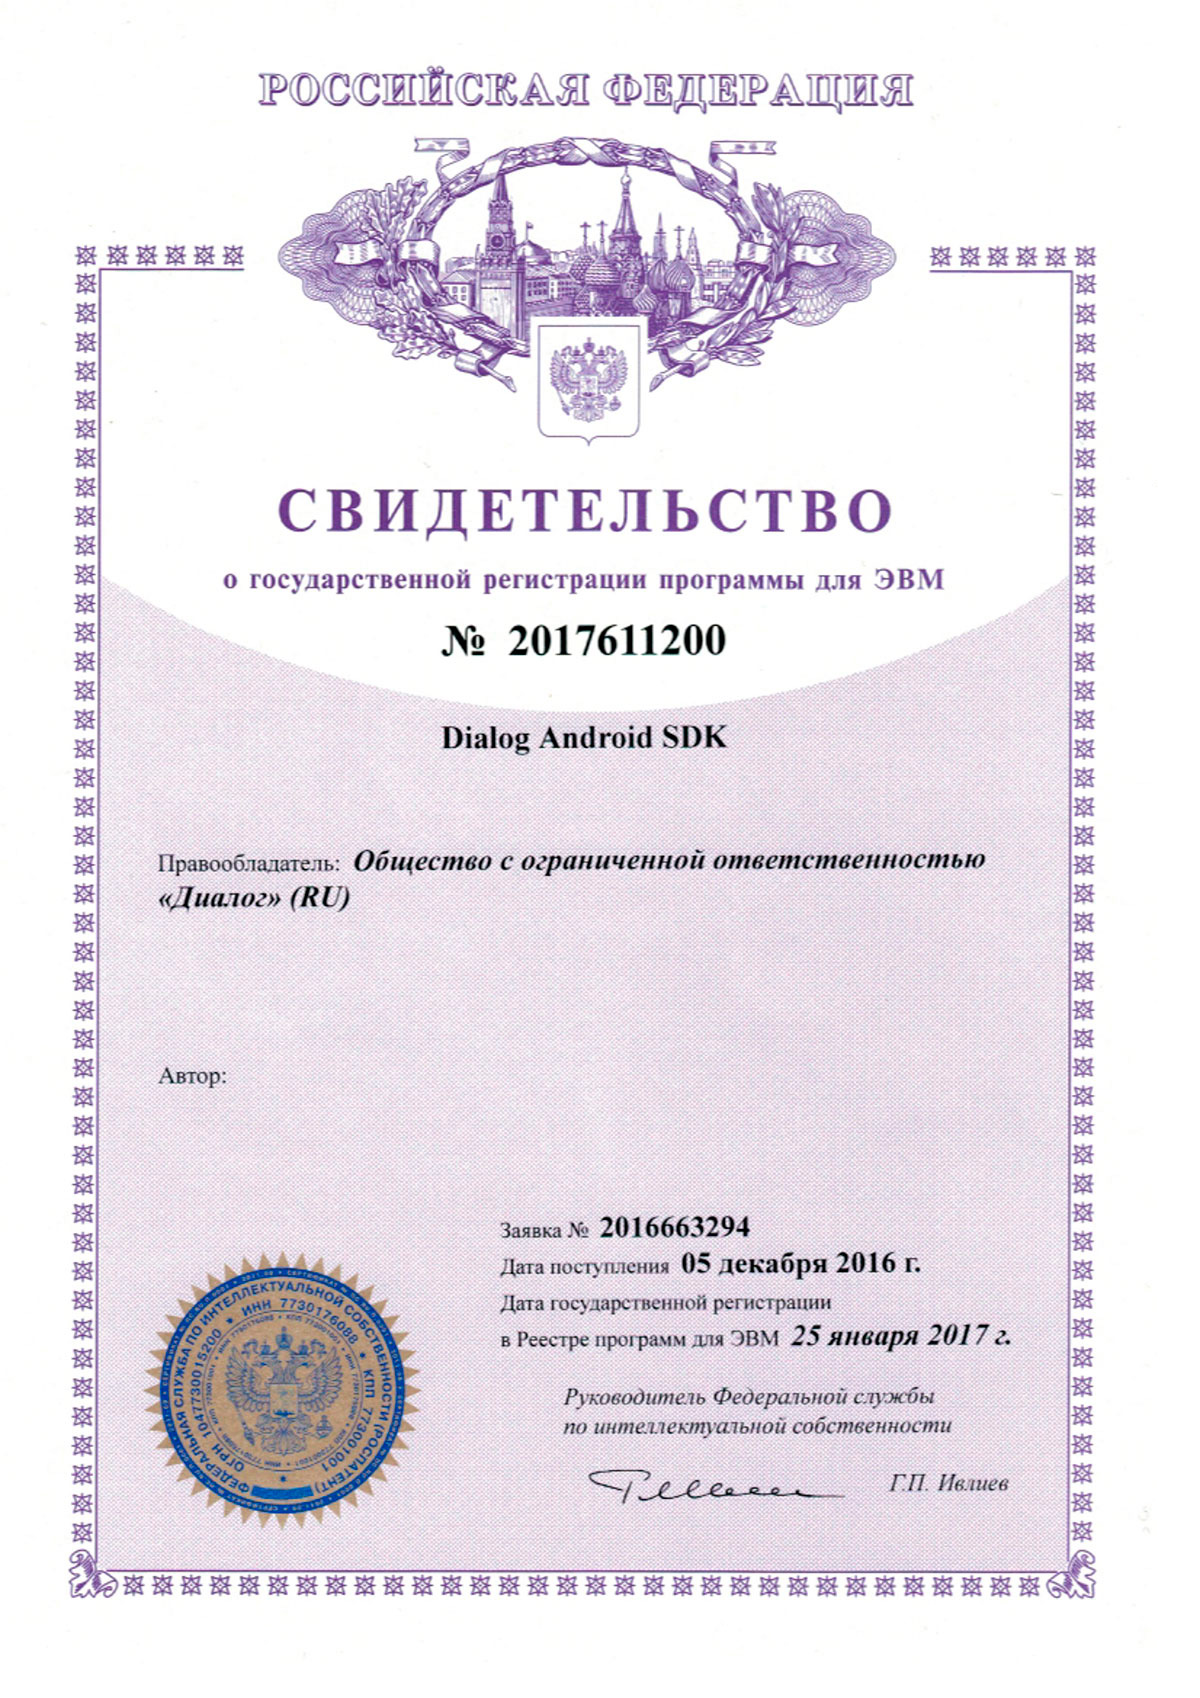 РОССИЙСКАЯ ФЕДЕРАЦИЯ
СВИДЕТЕЛЬСТВО
о государственной регистрации программы для ЭВМ
№ 2017611200
Dialog Android SDK
Правообладатель: Общество с ограниченной ответственностью
«Диалог» (RU)
Автор:
Заявка № 2016663294
Дата поступления 05 декабря 2016 г.
Дата государственной регистрации
в Реестре программ для ЭВМ 25 января 2017 г.
Руководитель Федеральной службы
по интеллектуальной собственности
Г.П. Ивлиев
ФЕДЕРАЛЬНАЯ СЛУЖБА ПО ИНТЕЛЛЕКТУАЛЬНОЙ СОБСТВЕННОСТИ (РОСПАТЕНТ)
ОГРН 1047730015200 * ИНН 7730176088 * КПП 773001001 *